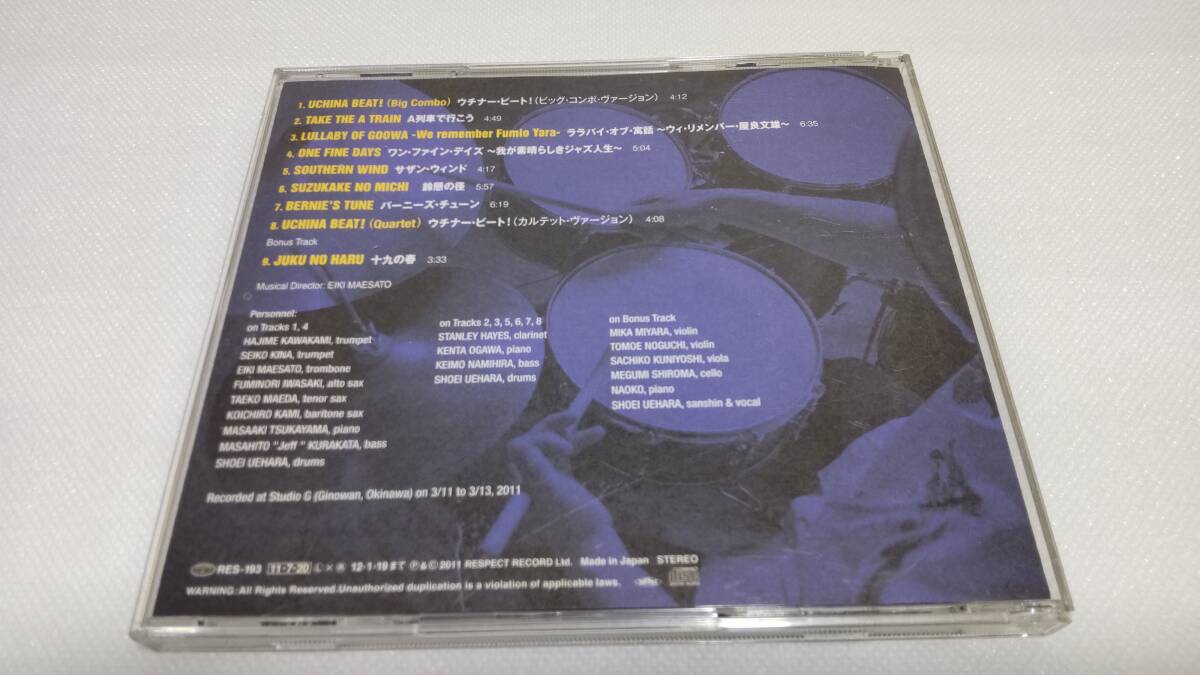 1. UCHINA BEAT! (Big Combo) ウチナー・ビート!(ビッグ・コンボ・ヴァージョン) 4:12
2. TAKE THE A TRAIN A列車で行こう 4:49
3. LULLABY OF GOOWA -We remember Fumio Yara- ララバイ・オブ・寓話 ～ウィ・リメンバー・屋良文雄～ 6:35
4. ONE FINE DAYS ワン・ファイン・デイズ ～我が素晴らしきジャズ人生～ 5:04
5. SOUTHERN WIND サザン・ウィンド 4:17
6. SUZUKAKE NO MICHI 鈴懸の径 5:57
7. BERNIE'S TUNE バーニーズ・チューン 6:19
8. UCHINA BEAT! (Quartet) ウチナー・ビート!(カルテット・ヴァージョン) 4:08
Bonus Track
9. JUKU NO HARU 十九の春 3:33
Musical Director: EIKI MAESATO
Personnel:
on Tracks 1, 4
HAJIME KAWAKAMI, trumpet
SEIKO KINA, trumpet
EIKI MAESATO, trombone
FUMINORI IWASAKI, alto sax
TAEKO MAEDA, tenor sax
KOICHIRO KAMI, baritone sax
MASAAKI TSUKAYAMA, piano
MASAHITO "Jeff" KURAKATA, bass
SHOEI UEHARA, drums
on Tracks 2, 3, 5, 6, 7, 8
STANLEY HAYES, clarinet
KENTA OGAWA, piano
KEIMO NAMIHIRA, bass
SHOEI UEHARA, drums
on Bonus Track
MIKA MIYARA, violin
TOMOE NOGUCHI, violin
SACHIKO KUNIYOSHI, viola
MEGUMI SHIROMA, cello
NAOKO, piano
SHOEI UEHARA, sanshin & vocal
Recorded at Studio G (Ginowan, Okinawa) on 3/11 to 3/13, 2011
RES-193 11・7・20 Ⓛ×Ⓡ 12・1・19まで Ⓟ&Ⓒ 2011 RESPECT RECORD Ltd. Made in Japan STEREO
WARNING: All Rights Reserved. Unauthorized duplication is a violation of applicable laws.